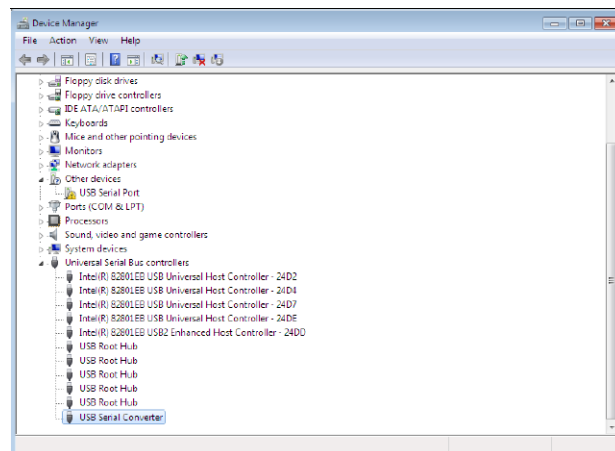 Device Manager
File Action View Help
Floppy disk drives
Floppy drive controllers
IDE ATA/ATAPI controllers
Keyboards
Mice and other pointing devices
Monitors
Network adapters
Other devices
USB Serial Port
Ports (COM & LPT)
Processors
Sound, video and game controllers
System devices
Universal Serial Bus controllers
Intel(R) 82801EB USB Universal Host Controller - 24D2
Intel(R) 82801EB USB Universal Host Controller - 24D4
Intel(R) 82801EB USB Universal Host Controller - 24D7
Intel(R) 82801EB USB Universal Host Controller - 24DE
Intel(R) 82801EB USB2 Enhanced Host Controller - 24DD
USB Root Hub
USB Root Hub
USB Root Hub
USB Root Hub
USB Root Hub
USB Serial Converter